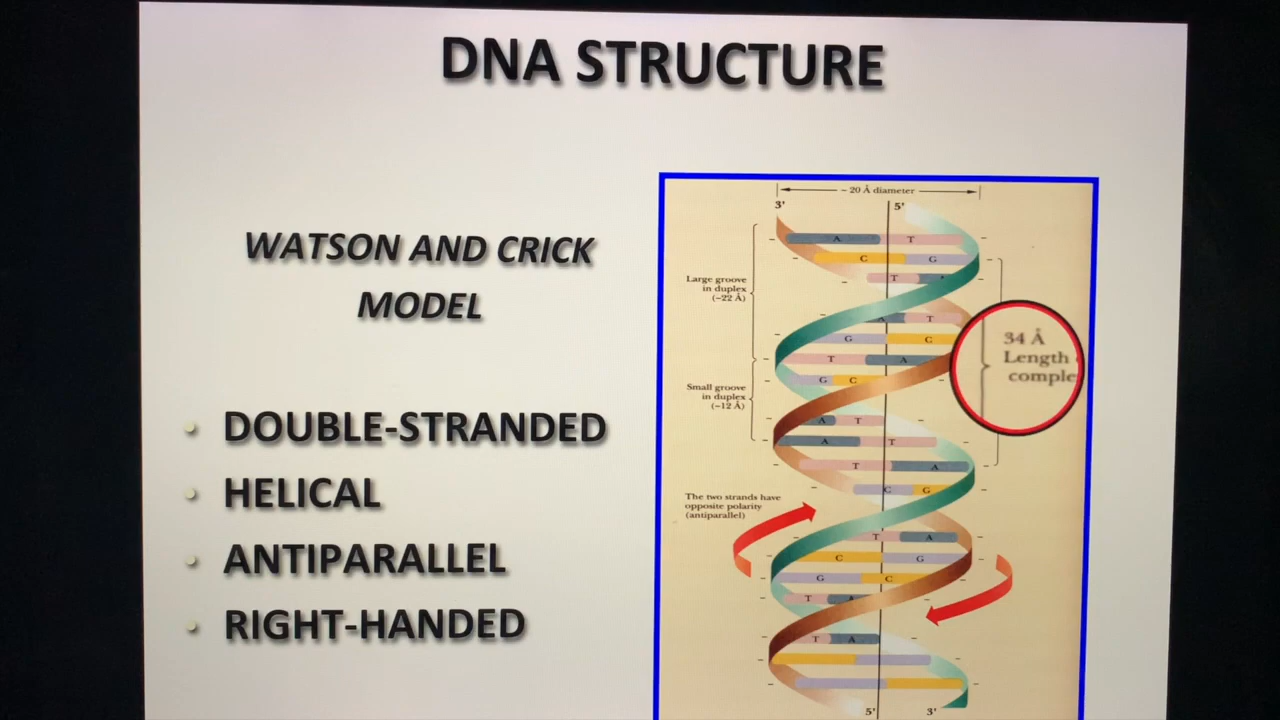 DNA STRUCTURE
WATSON AND CRICK
MODEL
DOUBLE-STRANDED
HELICAL
ANTIPARALLEL
RIGHT-HANDED
~ 20 Å diameter
3' 5'
A T
C G
T
Large groove
in duplex
(~22 Å)
A T
G C
34 Å
Length
comple
T A
G C
Small groove
in duplex
(~12 Å)
A T
A T
T A
C G
The two strands have
opposite polarity
(antiparallel)
T A
C G
G C
T A
T A
5' 3'